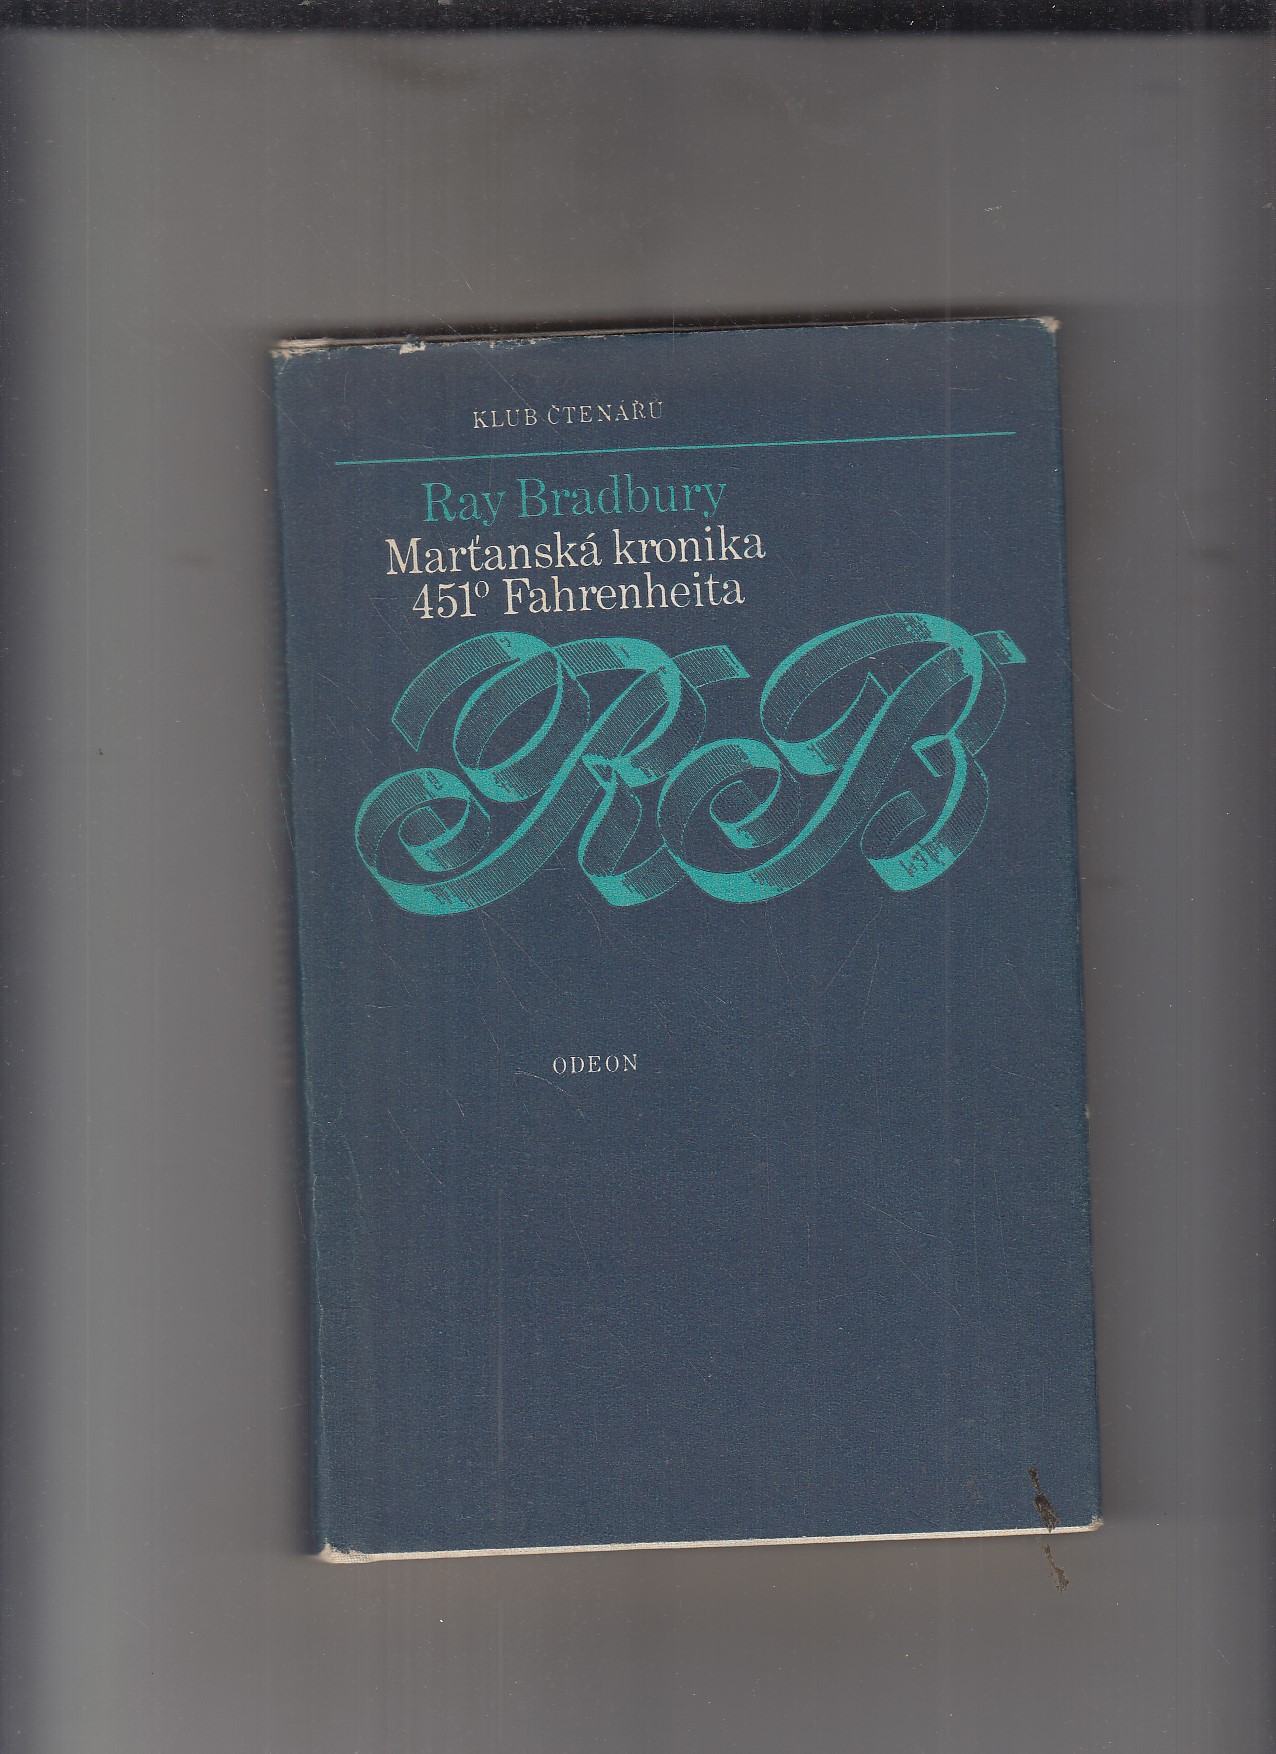 KLUB ČTENÁŘŮ
Ray Bradbury
Marťanská kronika
451° Fahrenheita
RB
ODEON